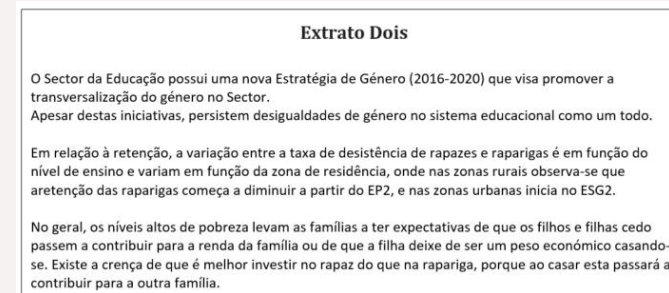 Extrato Dois
O Sector da Educação possui uma nova Estratégia de Género (2016-2020) que visa promover a
transversalização do género no Sector.
Apesar destas iniciativas, persistem desigualdades de género no sistema educacional como um todo.
Em relação à retenção, a variação entre a taxa de desistência de rapazes e raparigas é em função do
nível de ensino e variam em função da zona de residência, onde nas zonas rurais observa-se que
aretenção das raparigas começa a diminuir a partir do EP2, e nas zonas urbanas inicia no ESG2.
No geral, os níveis altos de pobreza levam as famílias a ter expectativas de que os filhos e filhas cedo
passem a contribuir para a renda da família ou de que a filha deixe de ser um peso económico casando-
se. Existe a crença de que é melhor investir no rapaz do que na rapariga, porque ao casar esta passará a
contribuir para a outra família.